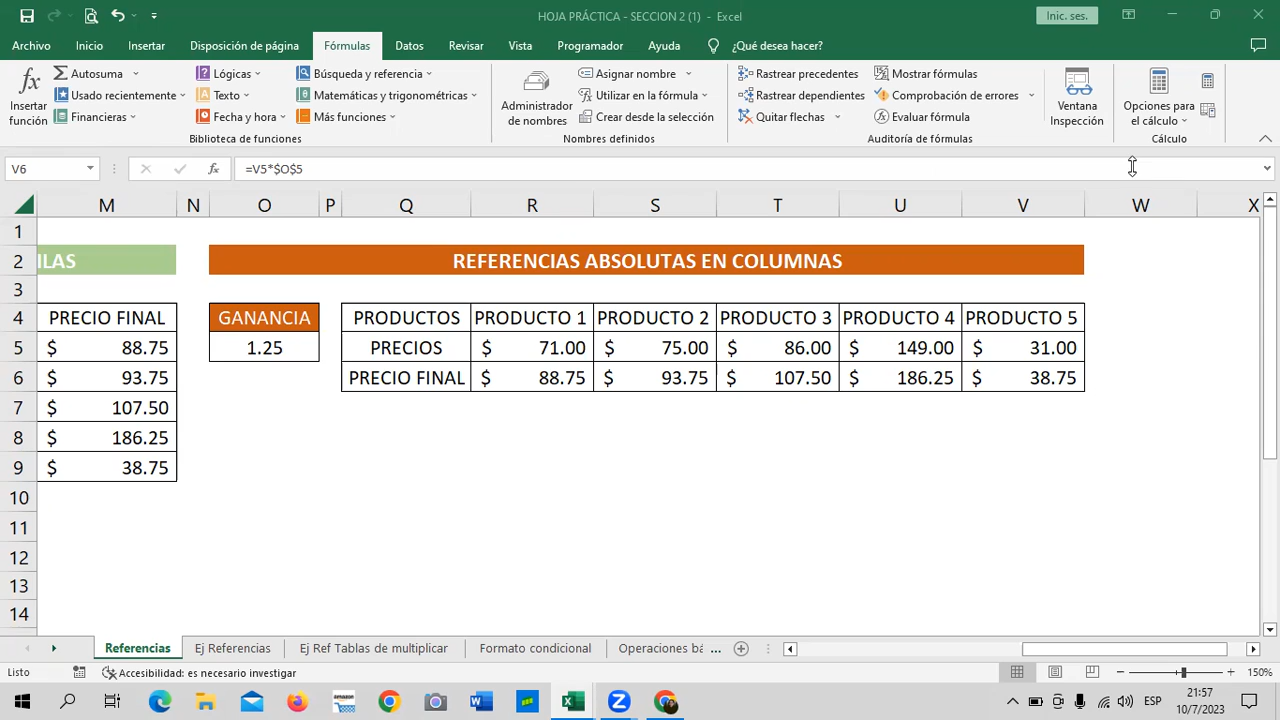 HOJA PRÁCTICA - SECCION 2 (1) - Excel
Inic. ses.
Archivo Inicio Insertar Disposición de página Fórmulas Datos Revisar Vista Programador Ayuda ¿Qué desea hacer?
Insertar función
Autosuma
Usado recientemente
Financieras
Lógicas
Texto
Fecha y hora
Búsqueda y referencia
Matemáticas y trigonométricas
Más funciones
Biblioteca de funciones
Administrador de nombres
Asignar nombre
Utilizar en la fórmula
Crear desde la selección
Nombres definidos
Rastrear precedentes
Rastrear dependientes
Quitar flechas
Mostrar fórmulas
Comprobación de errores
Evaluar fórmula
Auditoría de fórmulas
Ventana Inspección
Opciones para el cálculo
Cálculo
V6 fx =V5*$O$5
M N O P Q R S T U V W X
1
2 ILAS REFERENCIAS ABSOLUTAS EN COLUMNAS
3
4 PRECIO FINAL GANANCIA PRODUCTOS PRODUCTO 1 PRODUCTO 2 PRODUCTO 3 PRODUCTO 4 PRODUCTO 5
5 $ 88.75 1.25 PRECIOS $ 71.00 $ 75.00 $ 86.00 $ 149.00 $ 31.00
6 $ 93.75 PRECIO FINAL $ 88.75 $ 93.75 $ 107.50 $ 186.25 $ 38.75
7 $ 107.50
8 $ 186.25
9 $ 38.75
10
11
12
13
14
Referencias Ej Referencias Ej Ref Tablas de multiplicar Formato condicional Operaciones bá ...
Listo Accesibilidad: es necesario investigar 150%
amazon ESP 21:57
10/7/2023